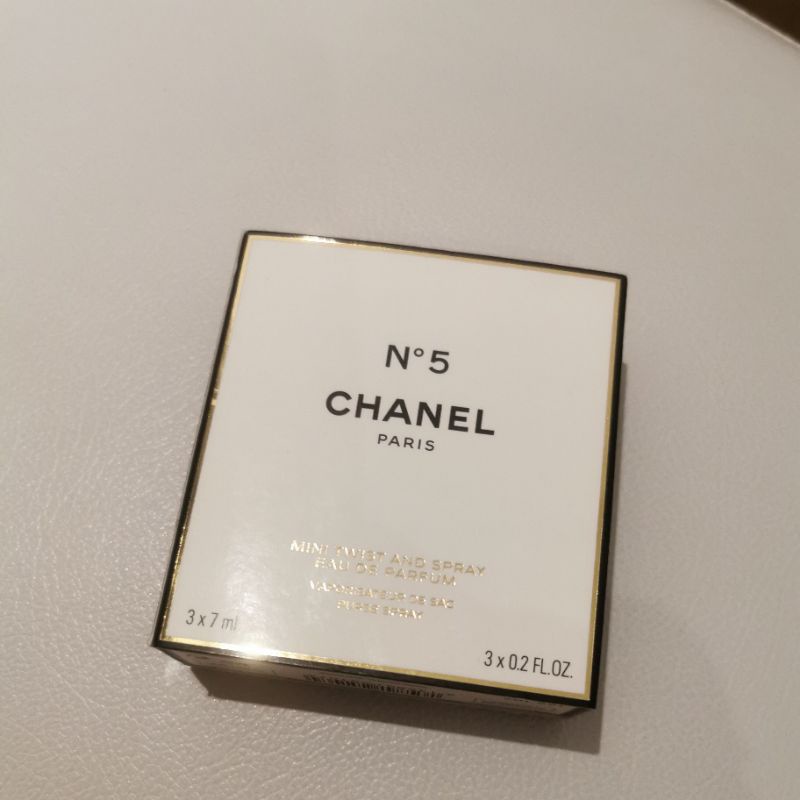 N°5
CHANEL
PARIS
MINI TWIST AND SPRAY
EAU DE PARFUM
VAPORISATEUR DE SAC
PURSE SPRAY
3 x 7 ml
3 x 0.2 FL.OZ.